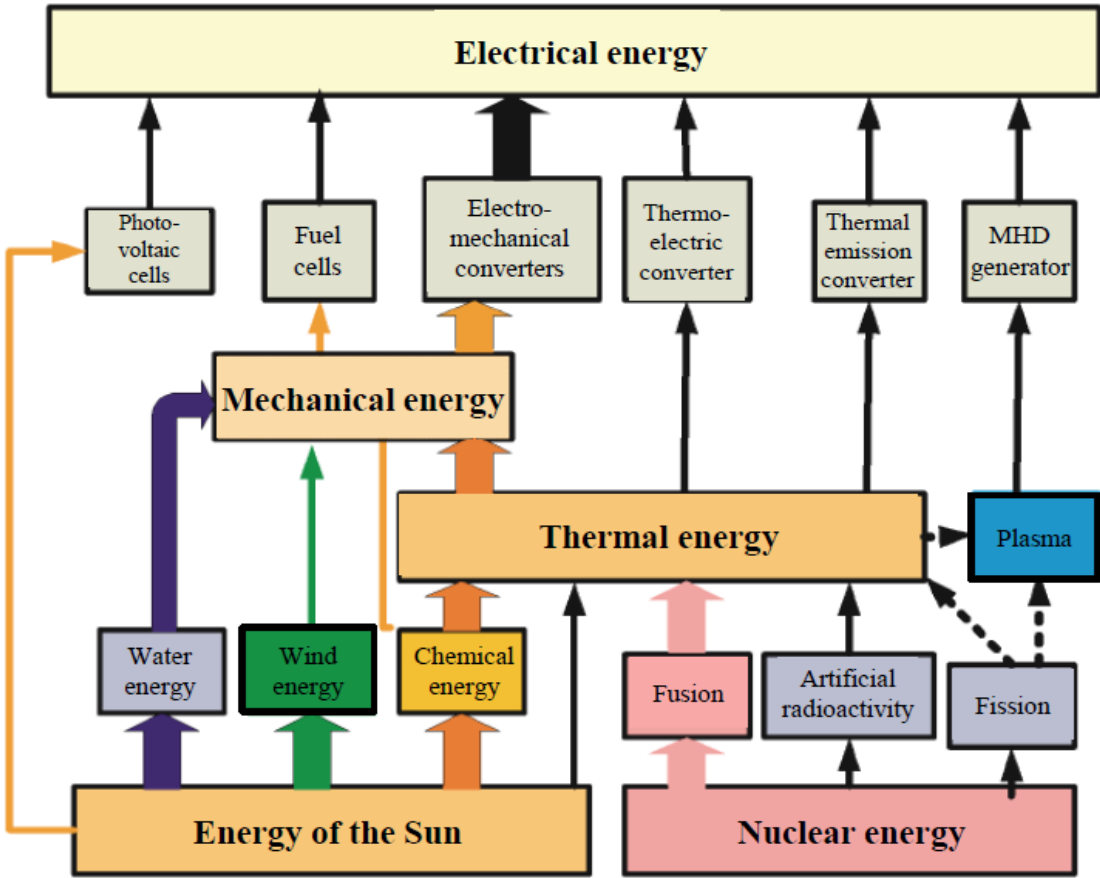 Electrical energy
Photo-
voltaic
cells
Fuel
cells
Electro-
mechanical
converters
Thermo-
electric
converter
Thermal
emission
converter
MHD
generator
Mechanical energy
Thermal energy
Plasma
Water
energy
Wind
energy
Chemical
energy
Fusion
Artificial
radioactivity
Fission
Energy of the Sun
Nuclear energy